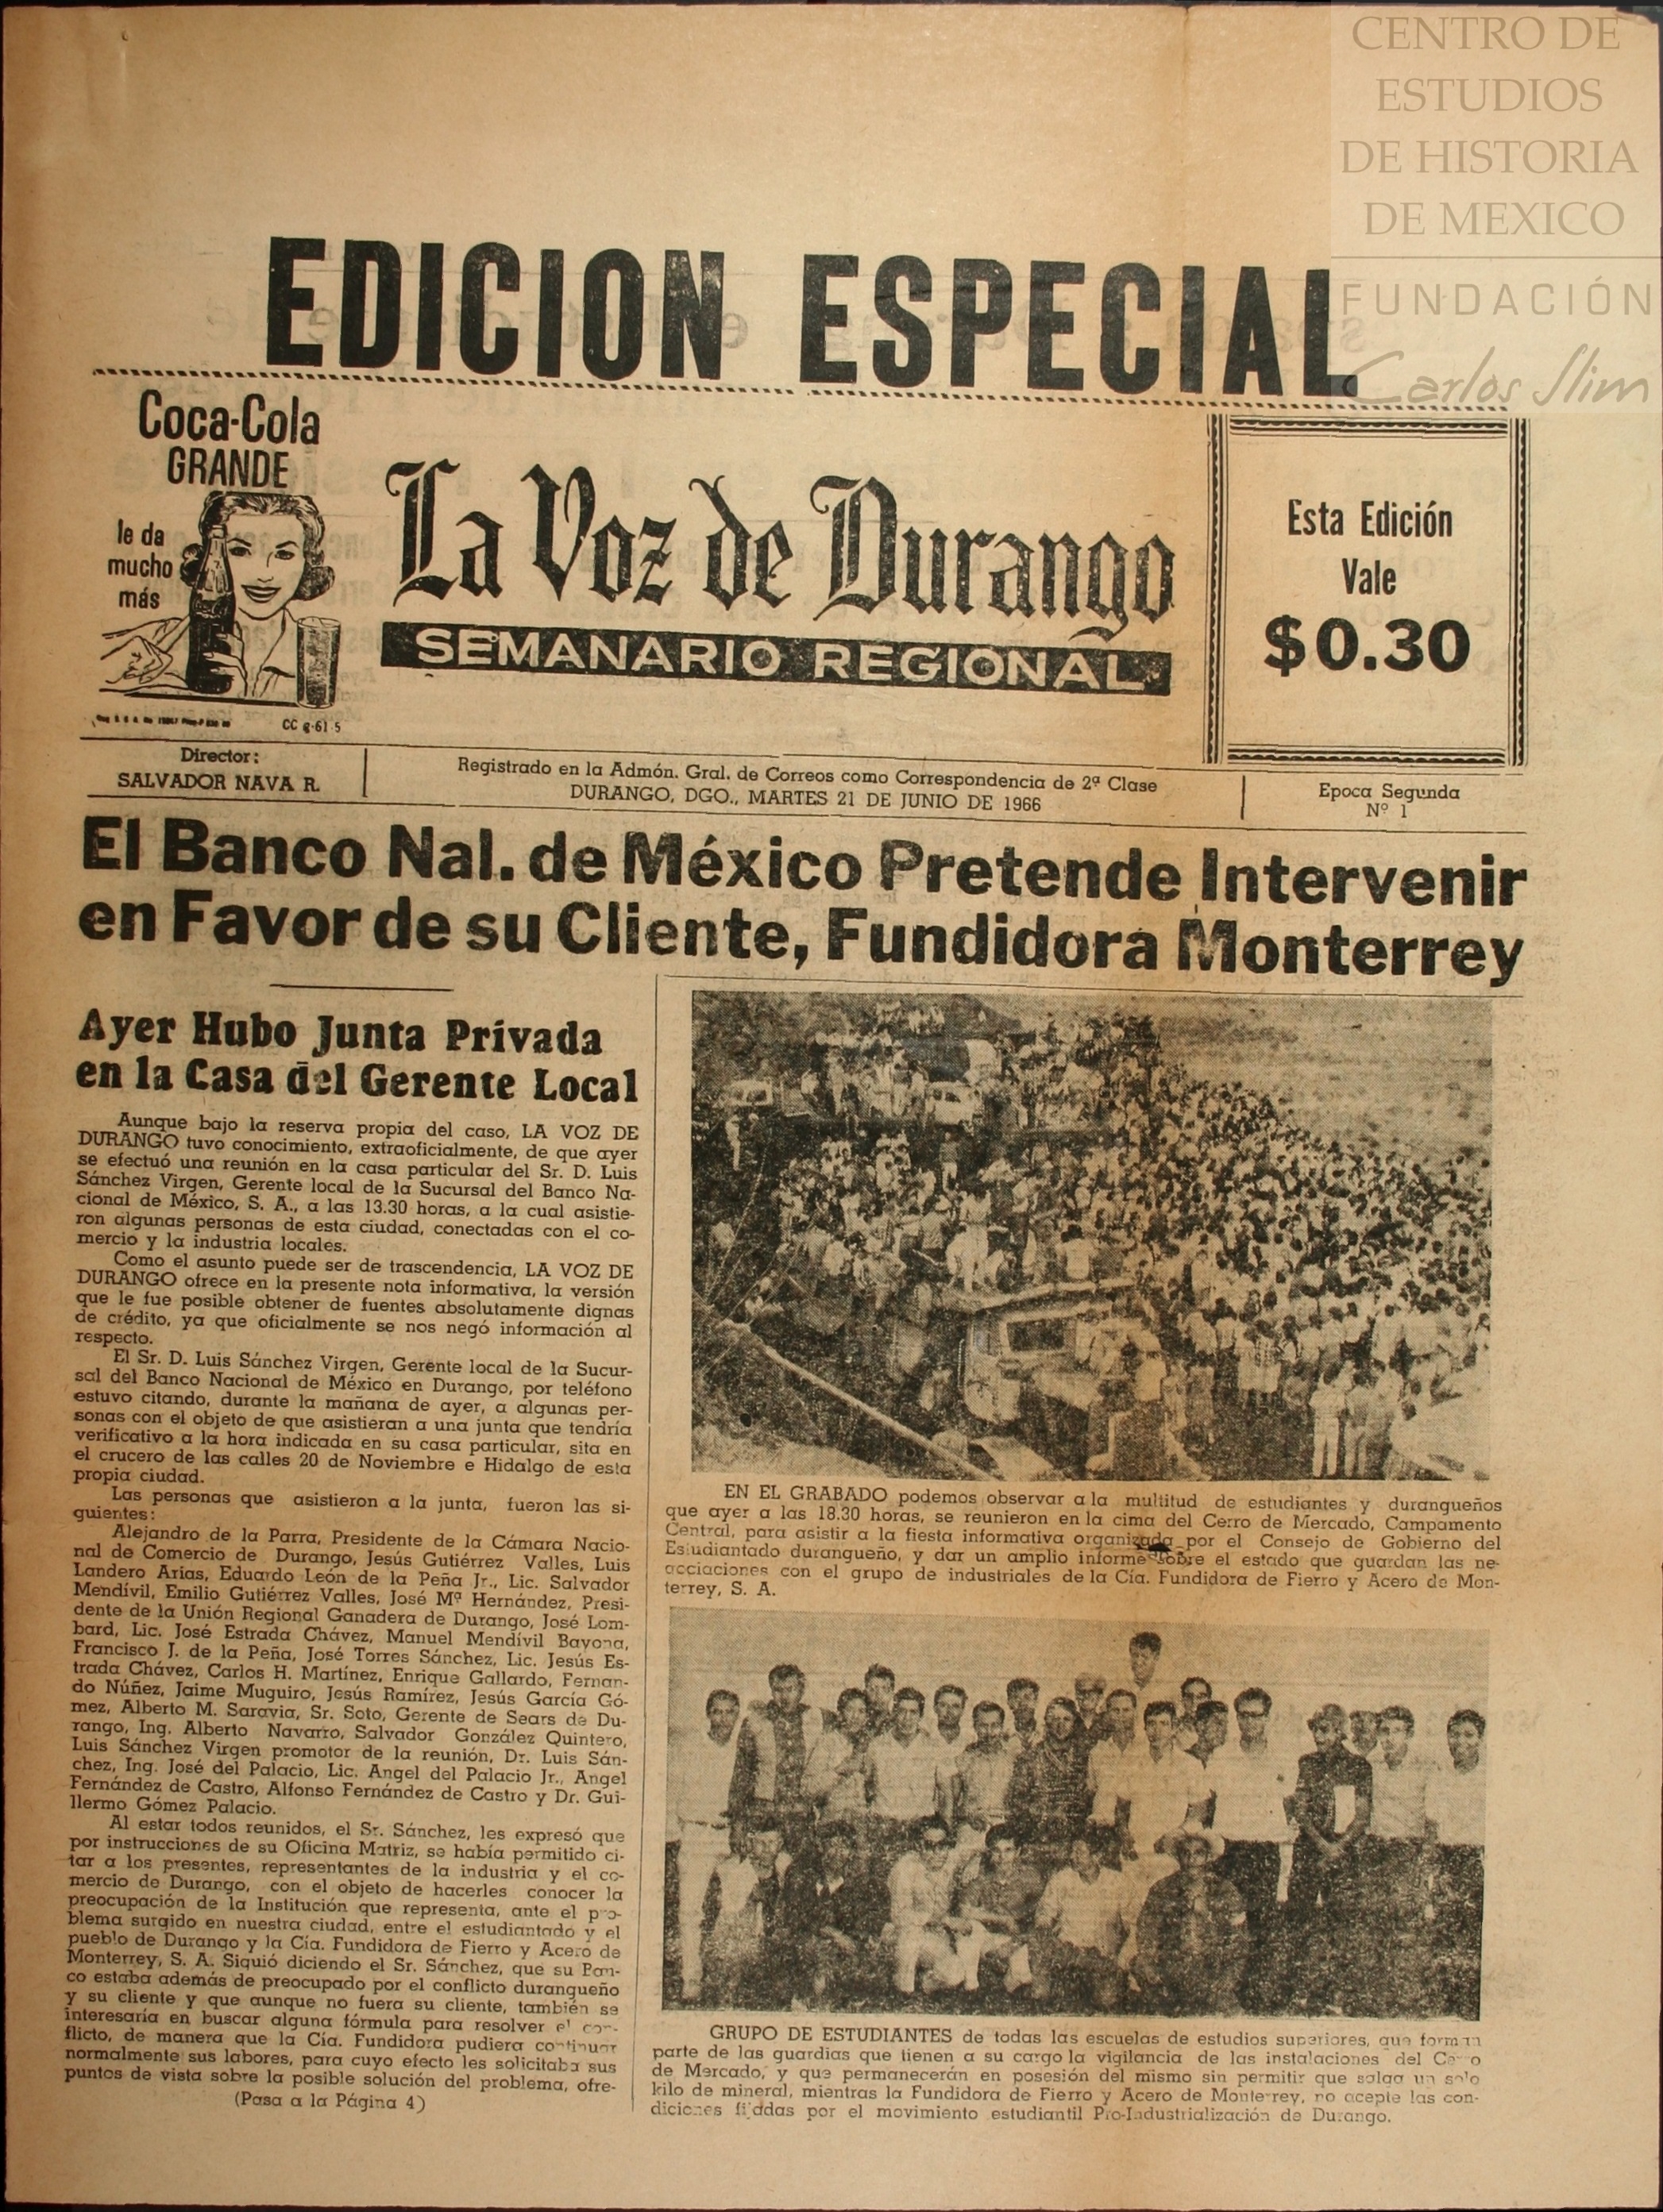 CENTRO DE
ESTUDIOS
DE HISTORIA
DE MEXICO
FUNDACIÓN
Carlos Slim
EDICION ESPECIAL
Coca-Cola
GRANDE
le da
mucho
más
CC g-61-5
La Voz de Durango
SEMANARIO REGIONAL
Esta Edición
Vale
$0.30
Director:
SALVADOR NAVA R.
Registrado en la Admón. Gral. de Correos como Correspondencia de 2ª Clase
DURANGO, DGO., MARTES 21 DE JUNIO DE 1966
Epoca Segunda
Nº 1
El Banco Nal. de México Pretende Intervenir
en Favor de su Cliente, Fundidora Monterrey
Ayer Hubo Junta Privada
en la Casa del Gerente Local
Aunque bajo la reserva propia del caso, LA VOZ DE
DURANGO tuvo conocimiento, extraoficialmente, de que ayer
se efectuó una reunión en la casa particular del Sr. D. Luis
Sánchez Virgen, Gerente local de la Sucursal del Banco Na-
cional de México, S. A., a las 13.30 horas, a la cual asistie-
ron algunas personas de esta ciudad, conectadas con el co-
mercio y la industria locales.
Como el asunto puede ser de trascendencia, LA VOZ DE
DURANGO ofrece en la presente nota informativa, la versión
que le fue posible obtener de fuentes absolutamente dignas
de crédito, ya que oficialmente se nos negó información al
respecto.
El Sr. D. Luis Sánchez Virgen, Gerente local de la Sucur-
sal del Banco Nacional de México en Durango, por teléfono
estuvo citando, durante la mañana de ayer, a algunas per-
sonas con el objeto de que asistieran a una junta que tendría
verificativo a la hora indicada en su casa particular, sita en
el crucero de las calles 20 de Noviembre e Hidalgo de esta
propia ciudad.
Las personas que asistieron a la junta, fueron las si-
guientes:
Alejandro de la Parra, Presidente de la Cámara Nacio-
nal de Comercio de Durango, Jesús Gutiérrez Valles, Luis
Landero Arias, Eduardo León de la Peña Jr., Lic. Salvador
Mendívil, Emilio Gutiérrez Valles, José Mª Hernández, Presi-
dente de la Unión Regional Ganadera de Durango, José Lom-
bard, Lic. José Estrada Chávez, Manuel Mendívil Bayona,
Francisco J. de la Peña, José Torres Sánchez, Lic. Jesús Es-
trada Chávez, Carlos H. Martínez, Enrique Gallardo, Fernan-
do Núñez, Jaime Muguiro, Jesús Ramírez, Jesús García Gó-
mez, Alberto M. Saravia, Sr. Soto, Gerente de Sears de Du-
rango, Ing. Alberto Navarro, Salvador González Quintero,
Luis Sánchez Virgen promotor de la reunión, Dr. Luis Sán-
chez, Ing. José del Palacio, Lic. Angel del Palacio Jr., Angel
Fernández de Castro, Alfonso Fernández de Castro y Dr. Gui-
llermo Gómez Palacio.
Al estar todos reunidos, el Sr. Sánchez, les expresó que
por instrucciones de su Oficina Matriz, se había permitido ci-
tar a los presentes, representantes de la industria y el co-
mercio de Durango, con el objeto de hacerles conocer la
preocupación de la Institución que representa, ante el pro-
blema surgido en nuestra ciudad, entre el estudiantado y el
pueblo de Durango y la Cía. Fundidora de Fierro y Acero de
Monterrey, S. A. Siguió diciendo el Sr. Sánchez, que su Ban-
co estaba además de preocupado por el conflicto durangueño
y su cliente y que aunque no fuera su cliente, también se
interesaría en buscar alguna fórmula para resolver el con-
flicto, de manera que la Cía. Fundidora pudiera continuar
normalmente sus labores, para cuyo efecto les solicitaba sus
puntos de vista sobre la posible solución del problema, ofre-
(Pasa a la Página 4)
EN EL GRABADO podemos observar a la multitud de estudiantes y durangueños
que ayer a las 18.30 horas, se reunieron en la cima del Cerro de Mercado, Campamento
Central, para asistir a la fiesta informativa organizada por el Consejo de Gobierno del
Estudiantado durangueño, y dar un amplio informe sobre el estado que guardan las ne-
gociaciones con el grupo de industriales de la Cía. Fundidora de Fierro y Acero de Mon-
terrey, S. A.
GRUPO DE ESTUDIANTES de todas las escuelas de estudios superiores, que forman
parte de las guardias que tienen a su cargo la vigilancia de las instalaciones del Cerro
de Mercado, y que permanecerán en posesión del mismo sin permitir que salga un solo
kilo de mineral, mientras la Fundidora de Fierro y Acero de Monterrey, no acepte las con-
diciones fijadas por el movimiento estudiantil Pro-Industrialización de Durango.